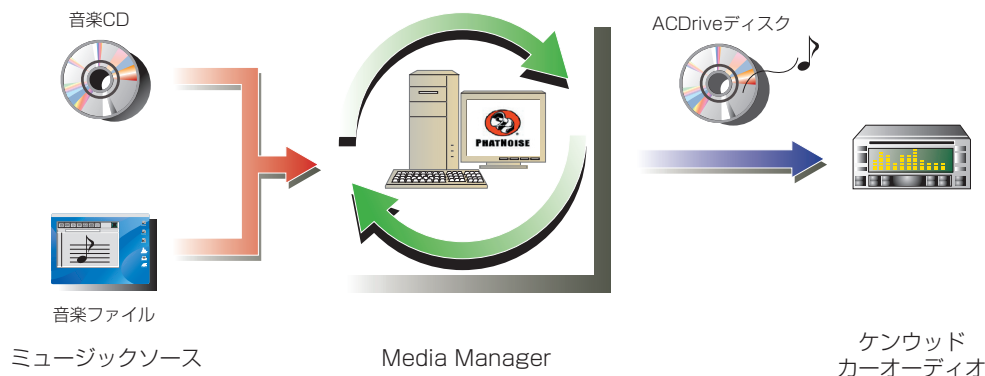 音楽CD
ACDriveディスク
PHATNOISE
音楽ファイル
ミュージックソース
Media Manager
ケンウッド
カーオーディオ